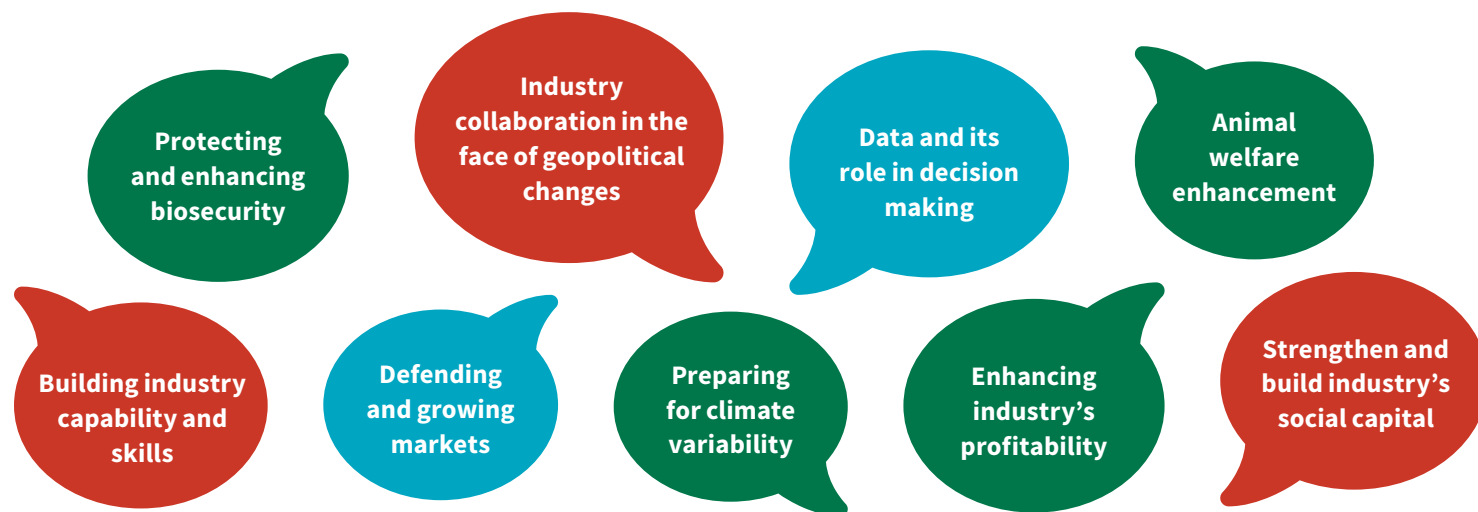 Protecting
and enhancing
biosecurity
Industry
collaboration in the
face of geopolitical
changes
Data and its
role in decision
making
Animal
welfare
enhancement
Building industry
capability and
skills
Defending
and growing
markets
Preparing
for climate
variability
Enhancing
industry’s
profitability
Strengthen and
build industry’s
social capital